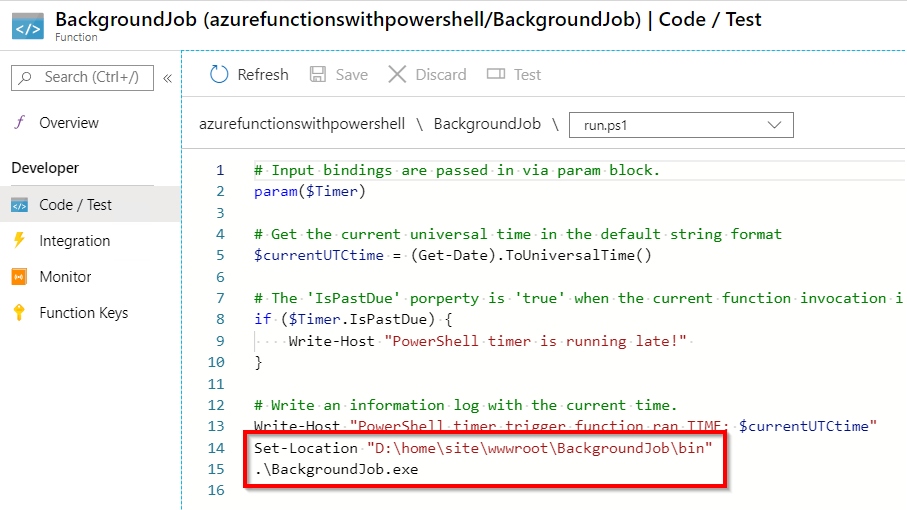 BackgroundJob (azurefunctionswithpowershell/BackgroundJob) | Code / Test
Function
Search (Ctrl+/)
«
Refresh
Save
Discard
Test
Overview
Developer
Code / Test
Integration
Monitor
Function Keys
azurefunctionswithpowershell \ BackgroundJob \ run.ps1
1 # Input bindings are passed in via param block.
2 param($Timer)
3
4 # Get the current universal time in the default string format
5 $currentUTCtime = (Get-Date).ToUniversalTime()
6
7 # The 'IsPastDue' porperty is 'true' when the current function invocation i
8 if ($Timer.IsPastDue) {
9     Write-Host "PowerShell timer is running late!"
10 }
11
12 # Write an information log with the current time.
13 Write-Host "PowerShell timer trigger function ran TIME: $currentUTCtime"
14 Set-Location "D:\home\site\wwwroot\BackgroundJob\bin"
15 .\BackgroundJob.exe
16